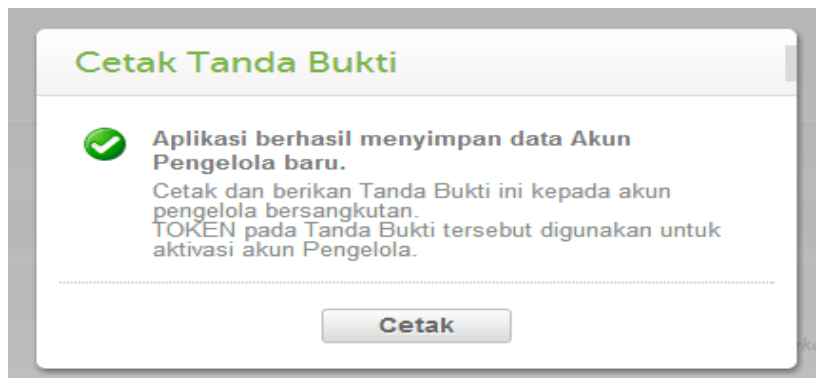 Cetak Tanda Bukti
Aplikasi berhasil menyimpan data Akun
Pengelola baru.
Cetak dan berikan Tanda Bukti ini kepada akun
pengelola bersangkutan.
TOKEN pada Tanda Bukti tersebut digunakan untuk
aktivasi akun Pengelola.
Cetak